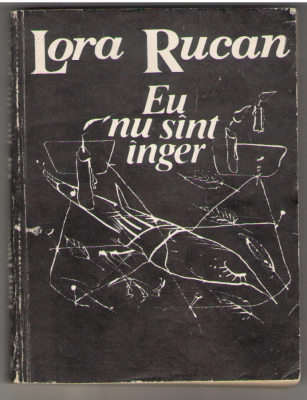 Lora Rucan
Eu
nu sînt
înger